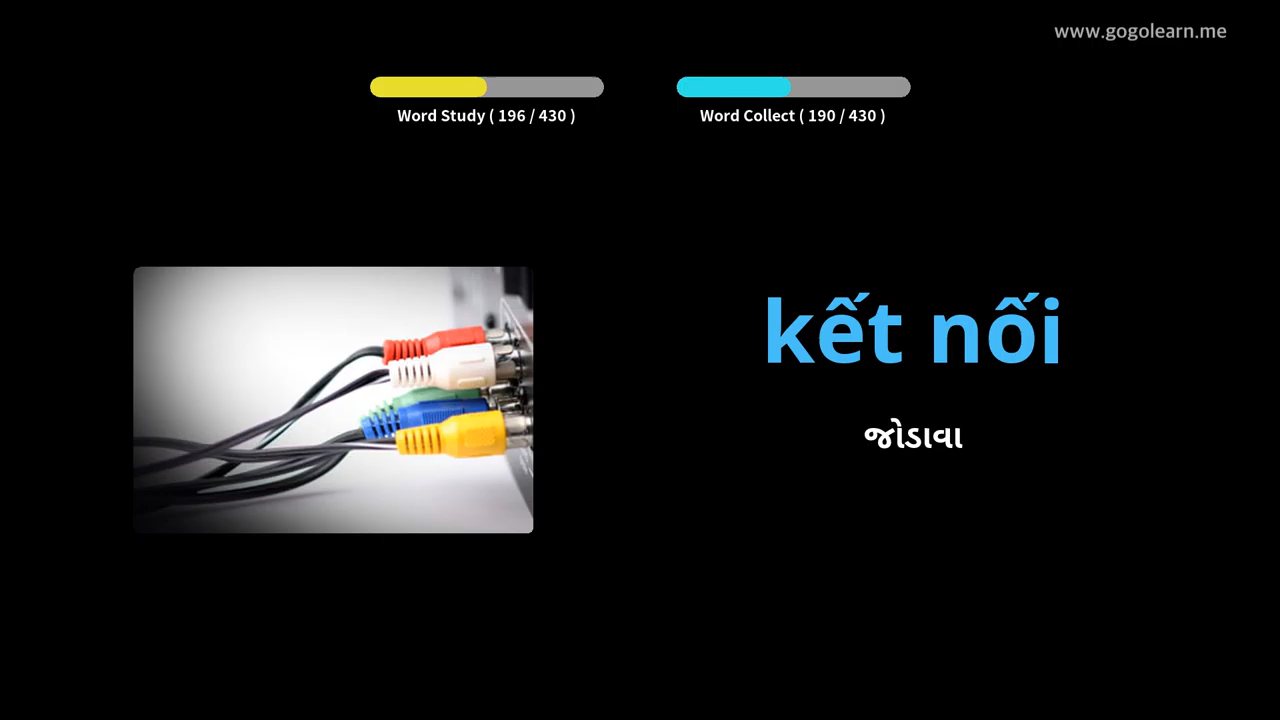 www.gogolearn.me
Word Study ( 196 / 430 )
Word Collect ( 190 / 430 )
kết nối
જોડાવા